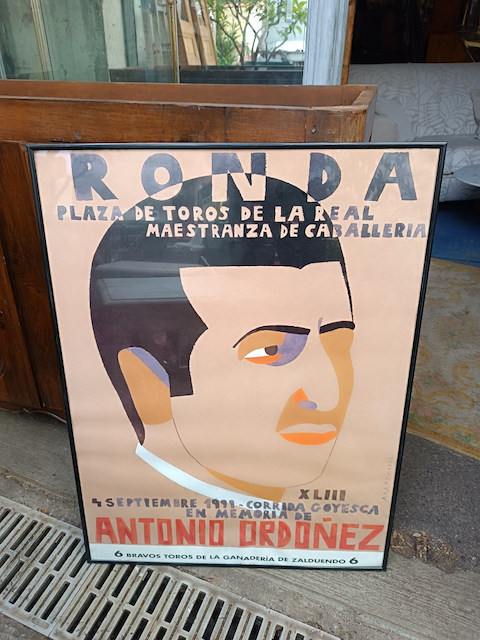 RONDA
PLAZA DE TOROS DE LA REAL
MAESTRANZA DE CABALLERIA
XLIII
4 SEPTIEMBRE 1999 - CORRIDA GOYESCA
EN MEMORIA DE
ANTONIO ORDOÑEZ
6 BRAVOS TOROS DE LA GANADERÍA DE ZALDUENDO 6